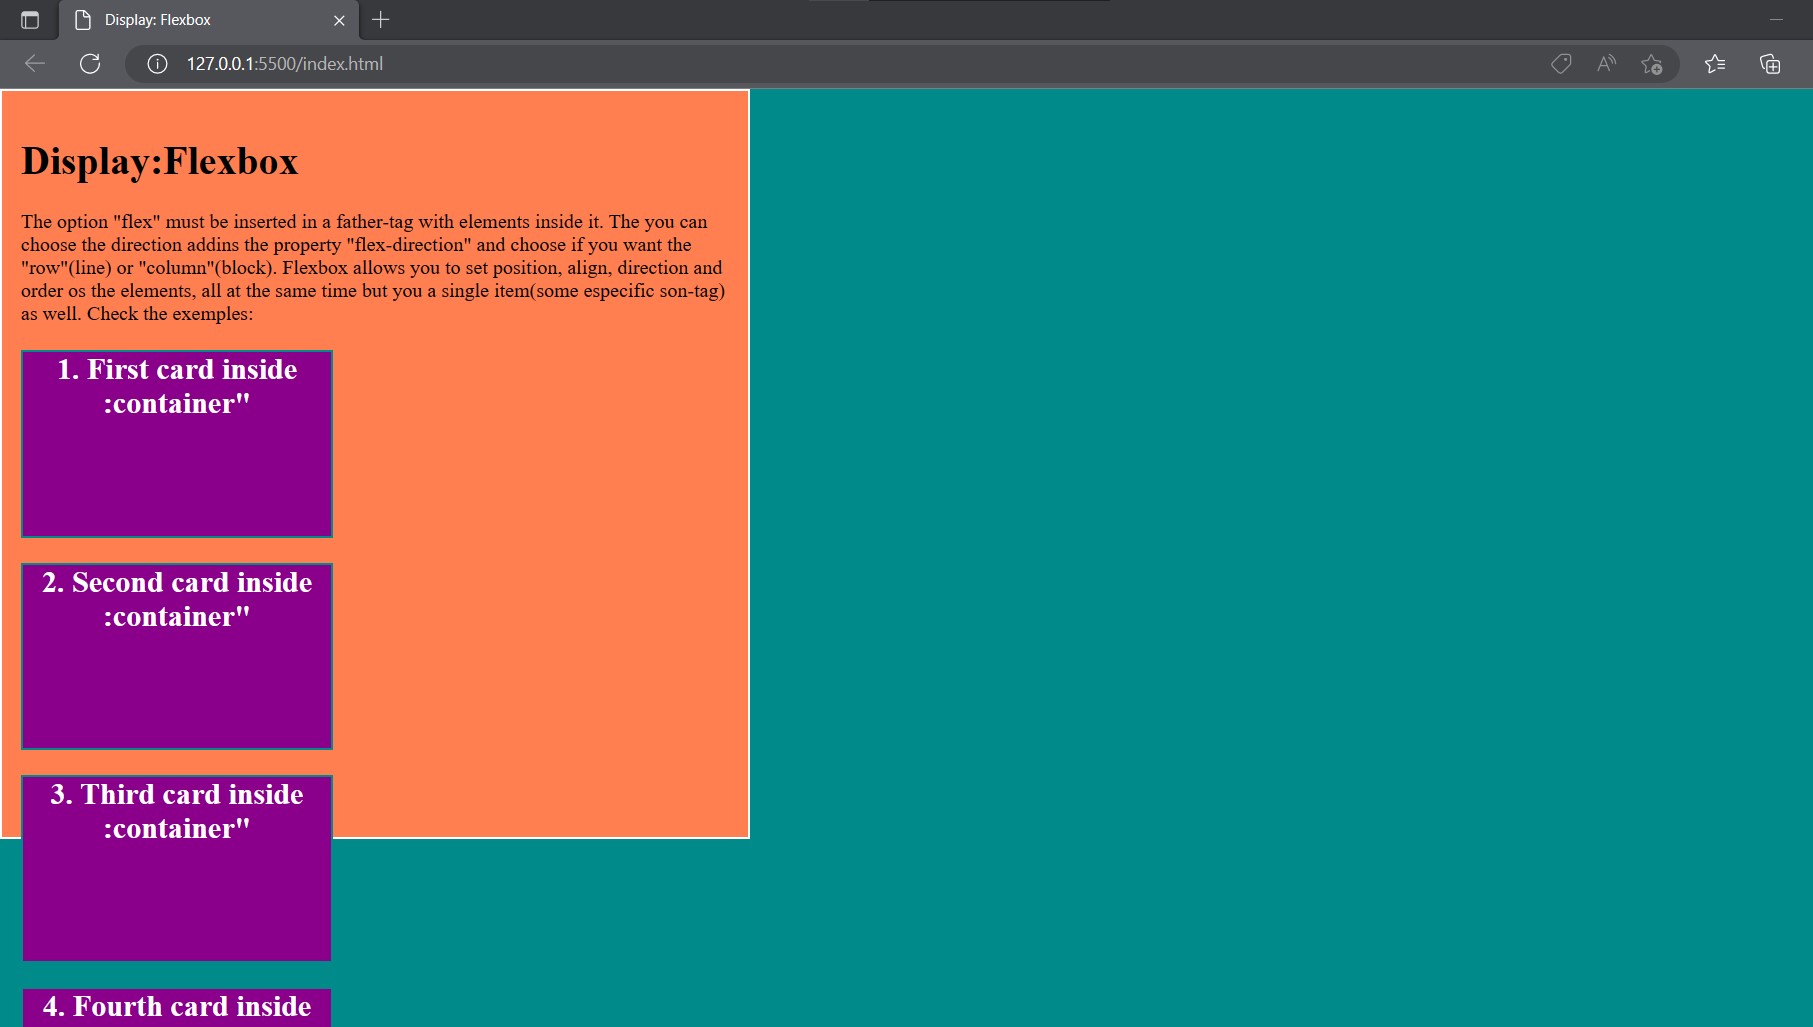 Display: Flexbox
127.0.0.1:5500/index.html
Display:Flexbox
The option "flex" must be inserted in a father-tag with elements inside it. The you can
choose the direction addins the property "flex-direction" and choose if you want the
"row"(line) or "column"(block). Flexbox allows you to set position, align, direction and
order os the elements, all at the same time but you a single item(some especific son-tag)
as well. Check the exemples:
1. First card inside
:container"
2. Second card inside
:container"
3. Third card inside
:container"
4. Fourth card inside